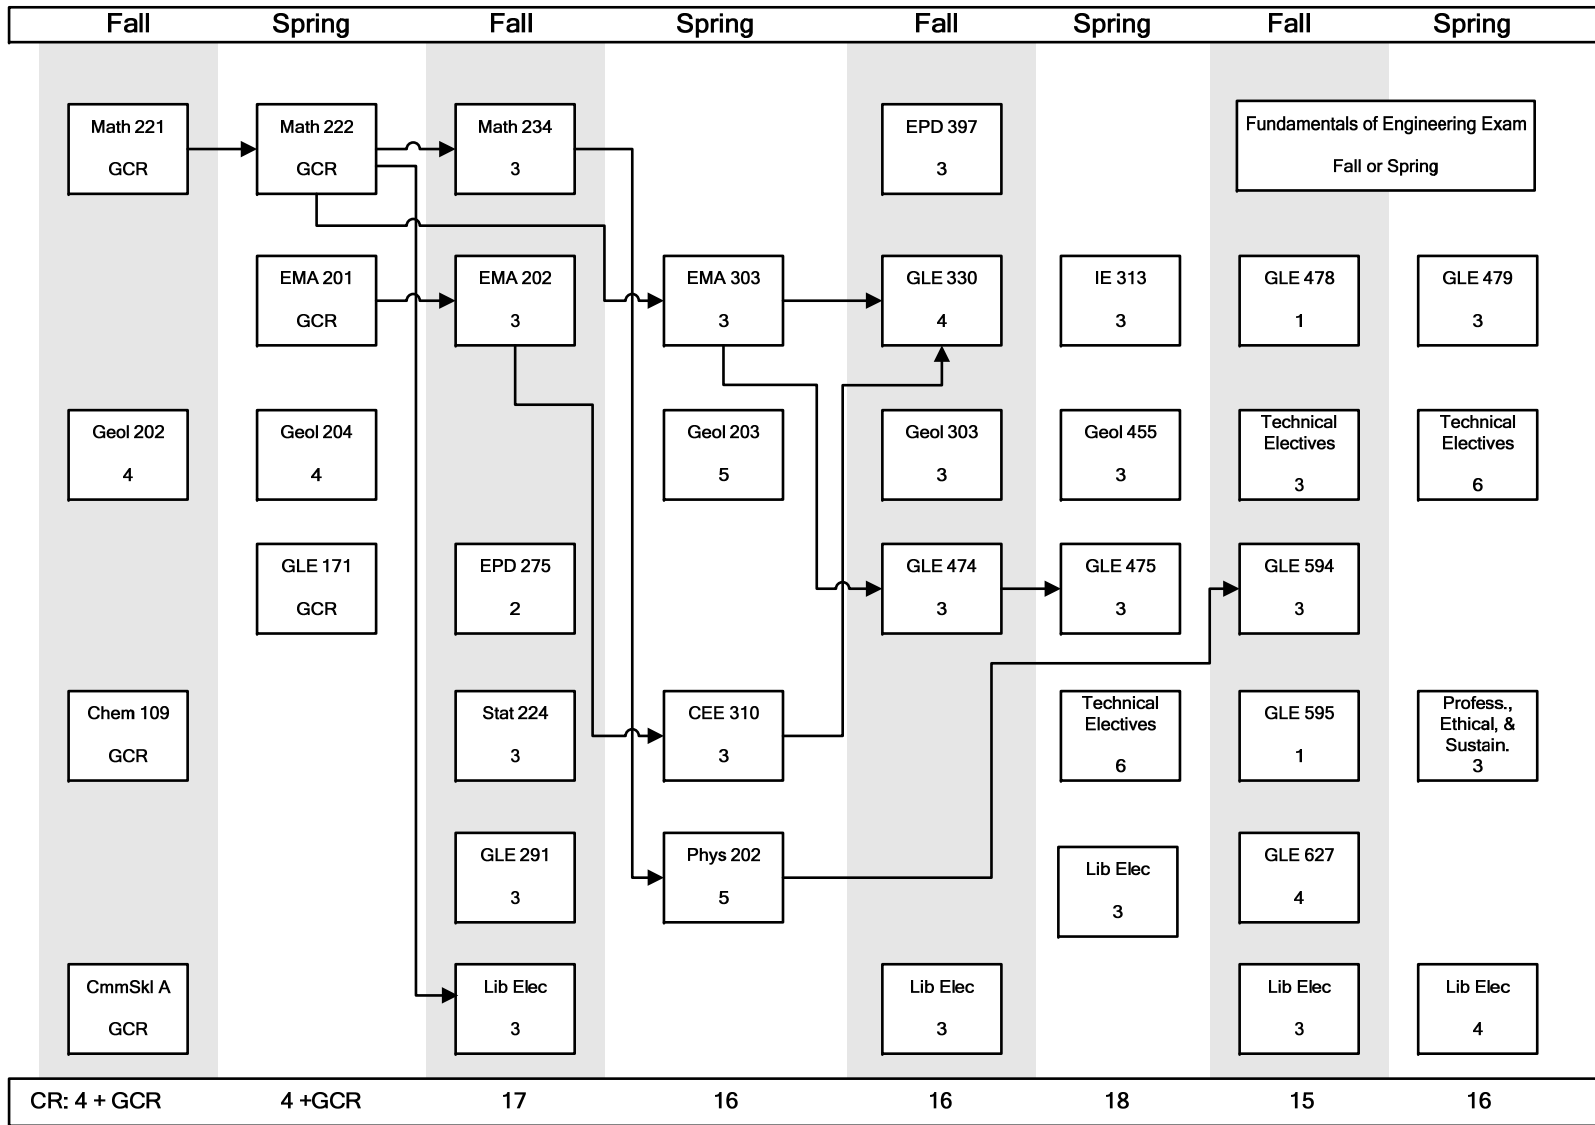 Fall
Spring
Fall
Spring
Fall
Spring
Fall
Spring
Math 221
GCR
Math 222
GCR
Math 234
3
EPD 397
3
Fundamentals of Engineering Exam
Fall or Spring
EMA 201
GCR
EMA 202
3
EMA 303
3
GLE 330
4
IE 313
3
GLE 478
1
GLE 479
3
Geol 202
4
Geol 204
4
Geol 203
5
Geol 303
3
Geol 455
3
Technical
Electives
3
Technical
Electives
6
GLE 171
GCR
EPD 275
2
GLE 474
3
GLE 475
3
GLE 594
3
Chem 109
GCR
Stat 224
3
CEE 310
3
Technical
Electives
6
GLE 595
1
Profess.,
Ethical, &
Sustain.
3
GLE 291
3
Phys 202
5
Lib Elec
3
GLE 627
4
CmmSkl A
GCR
Lib Elec
3
Lib Elec
3
Lib Elec
3
Lib Elec
4
CR: 4 + GCR
4 +GCR
17
16
16
18
15
16